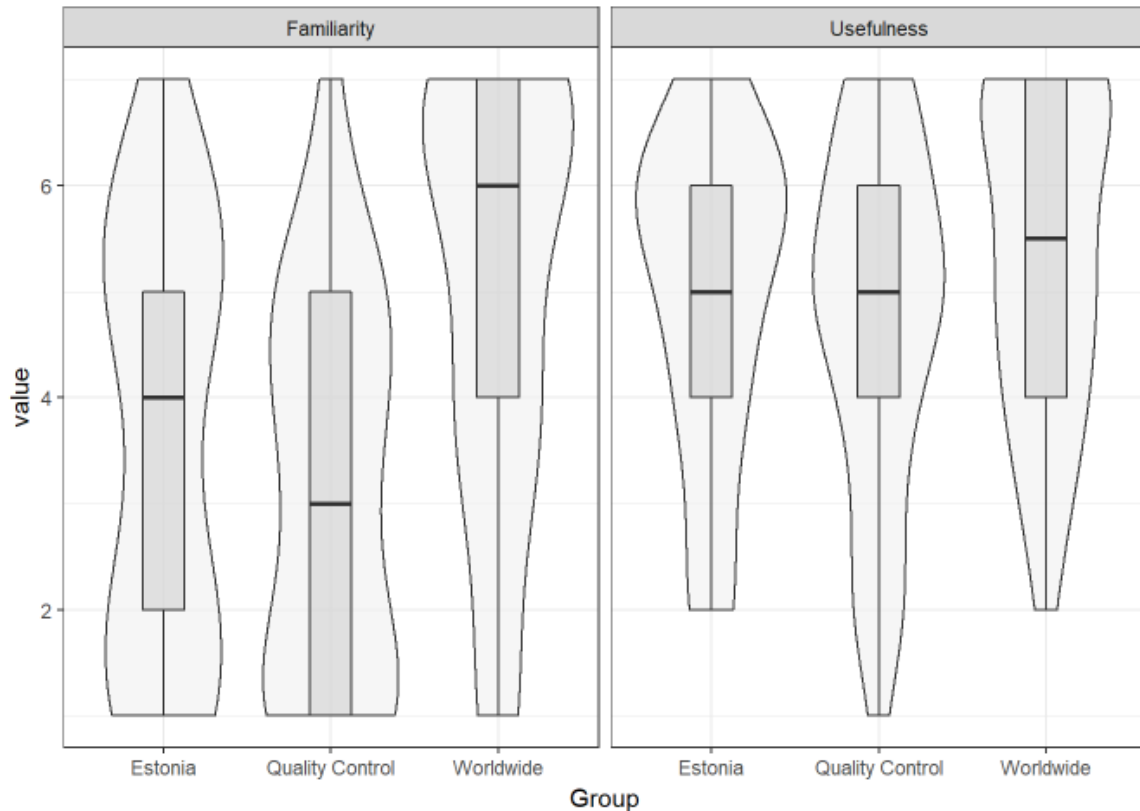 Familiarity
Usefulness
value
6
4
2
Estonia
Quality Control
Worldwide
Estonia
Quality Control
Worldwide
Group